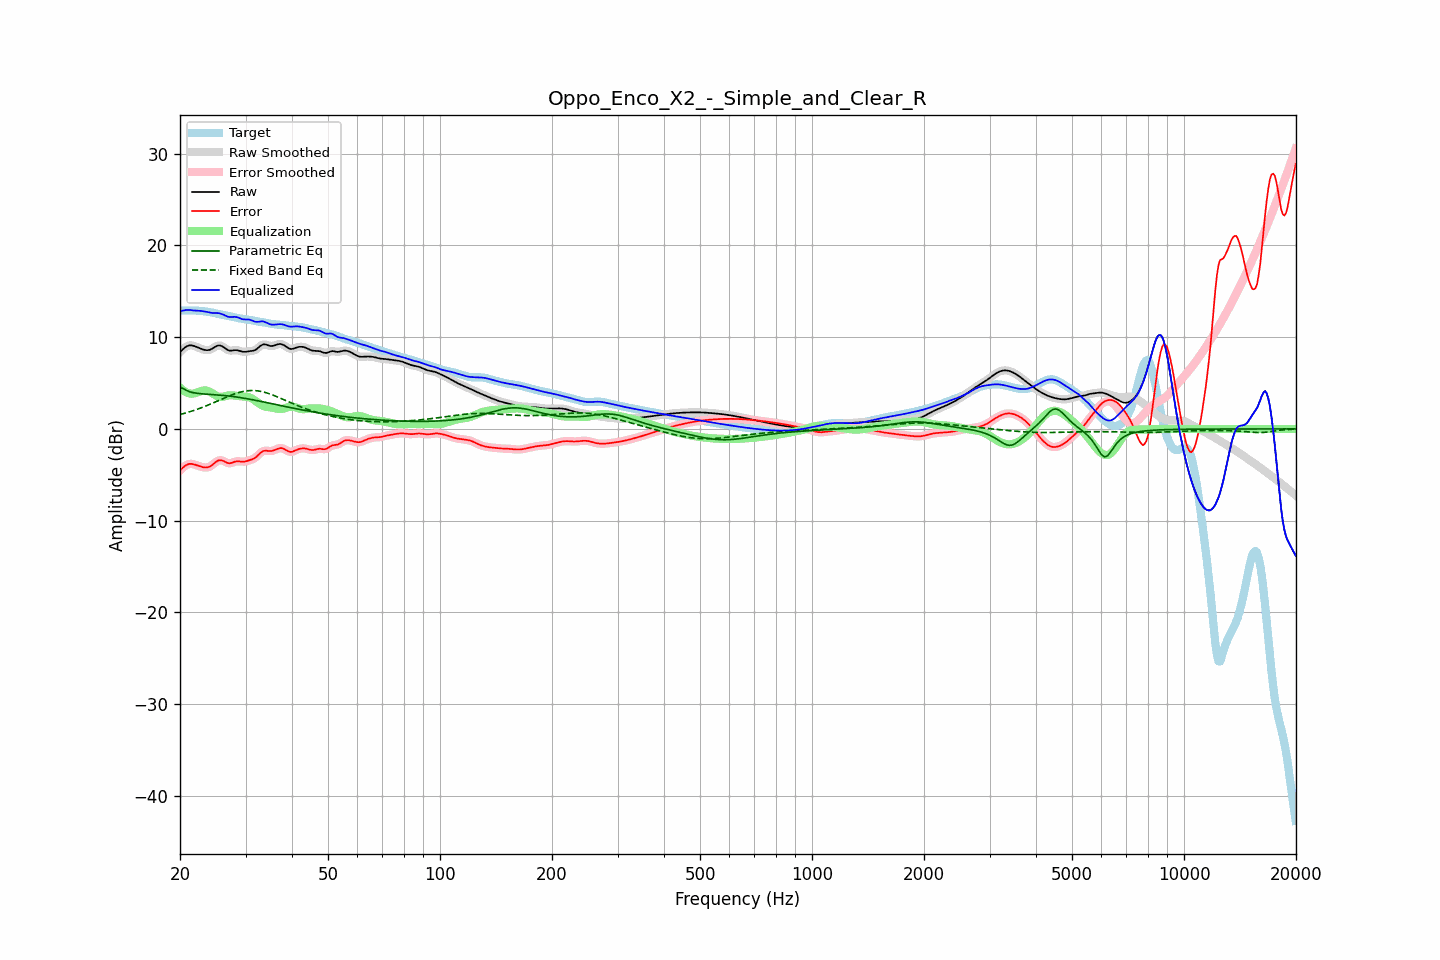 Oppo_Enco_X2_-_Simple_and_Clear_R
Target
Raw Smoothed
Error Smoothed
Raw
Error
Equalization
Parametric Eq
Fixed Band Eq
Equalized
30
20
10
0
−10
−20
−30
−40
Amplitude (dBr)
20 50 100 200 500 1000 2000 5000 10000 20000
Frequency (Hz)